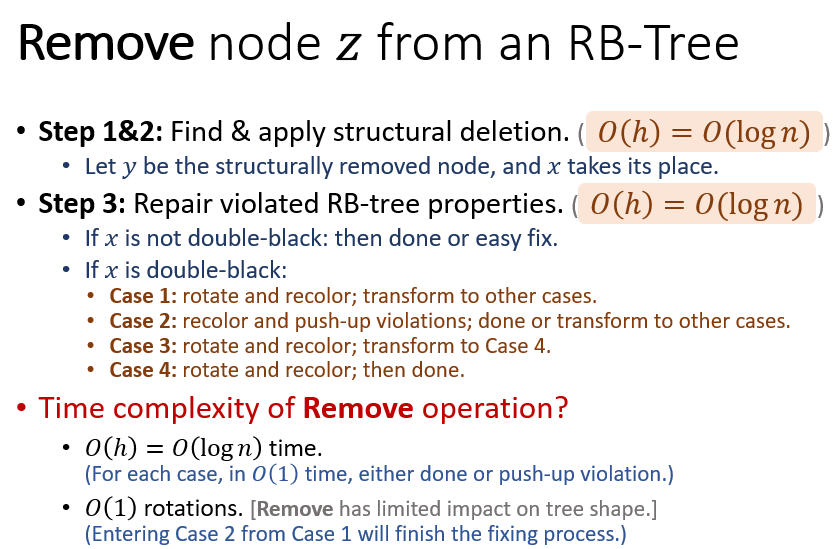 Remove node z from an RB-Tree
• Step 1&2: Find & apply structural deletion. ( O(h) = O(log n) )
• Let y be the structurally removed node, and x takes its place.
• Step 3: Repair violated RB-tree properties. ( O(h) = O(log n) )
• If x is not double-black: then done or easy fix.
• If x is double-black:
• Case 1: rotate and recolor; transform to other cases.
• Case 2: recolor and push-up violations; done or transform to other cases.
• Case 3: rotate and recolor; transform to Case 4.
• Case 4: rotate and recolor; then done.
• Time complexity of Remove operation?
• O(h) = O(log n) time.
(For each case, in O(1) time, either done or push-up violation.)
• O(1) rotations. [Remove has limited impact on tree shape.]
(Entering Case 2 from Case 1 will finish the fixing process.)